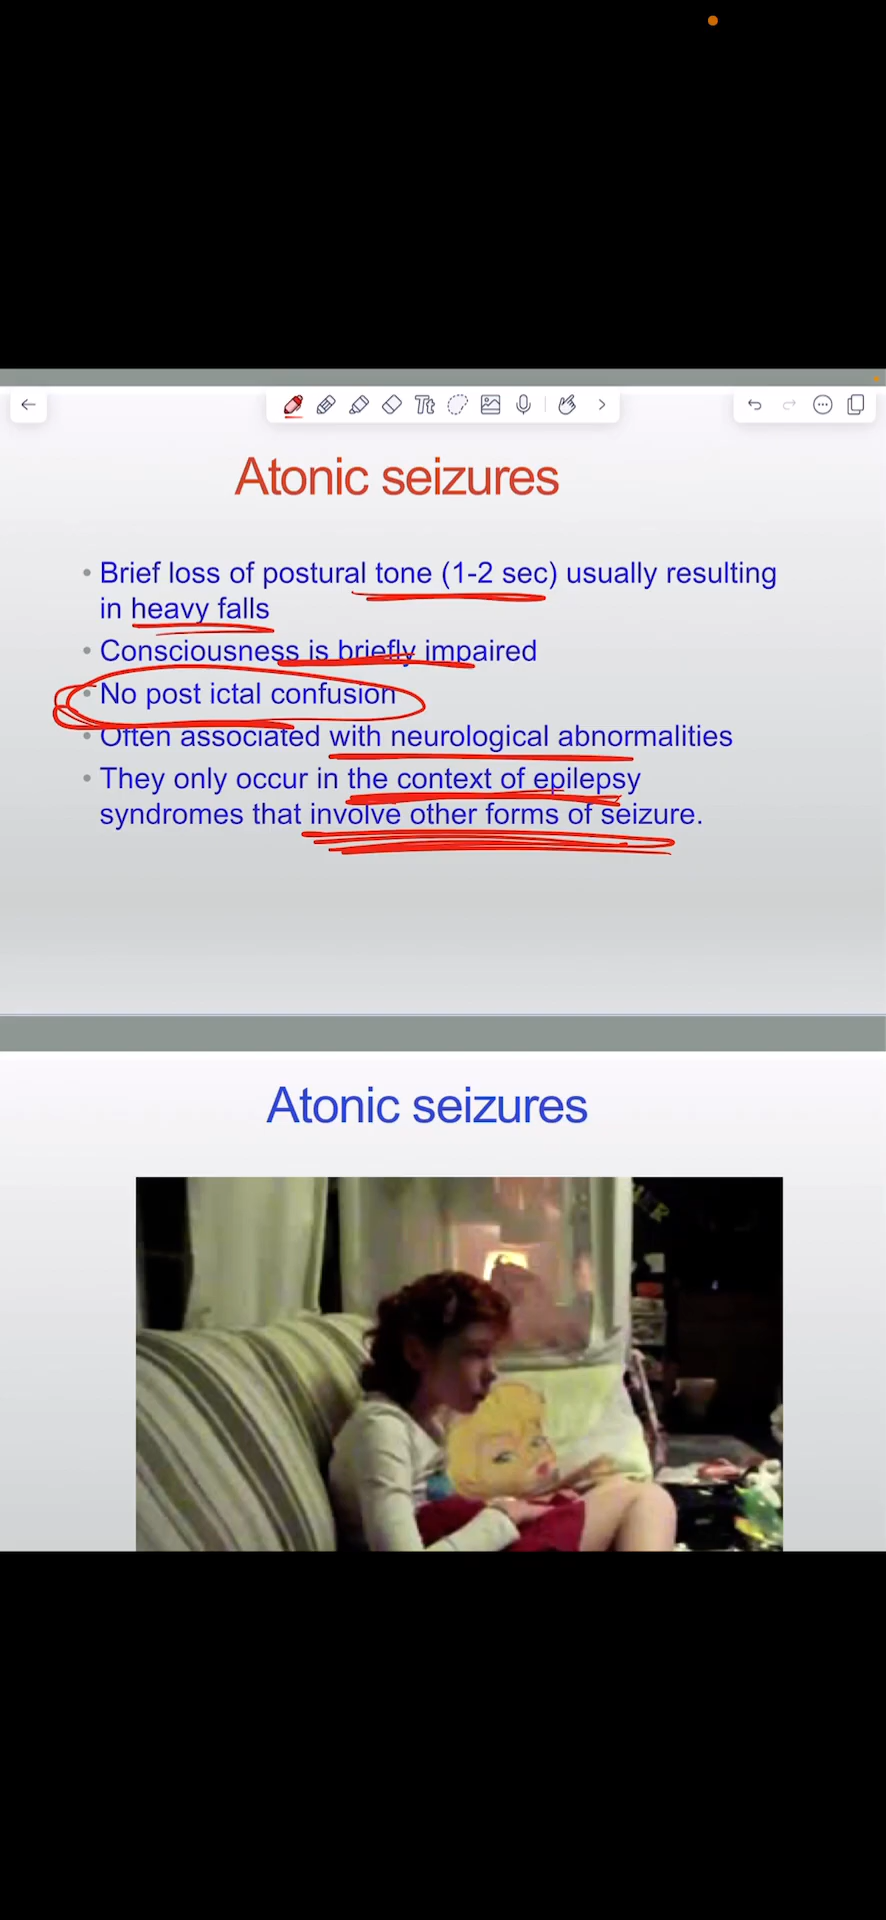 Tt
Atonic seizures
• Brief loss of postural tone (1-2 sec) usually resulting
in heavy falls
• Consciousness is briefly impaired
• No post ictal confusion
• Often associated with neurological abnormalities
• They only occur in the context of epilepsy
syndromes that involve other forms of seizure.
Atonic seizures